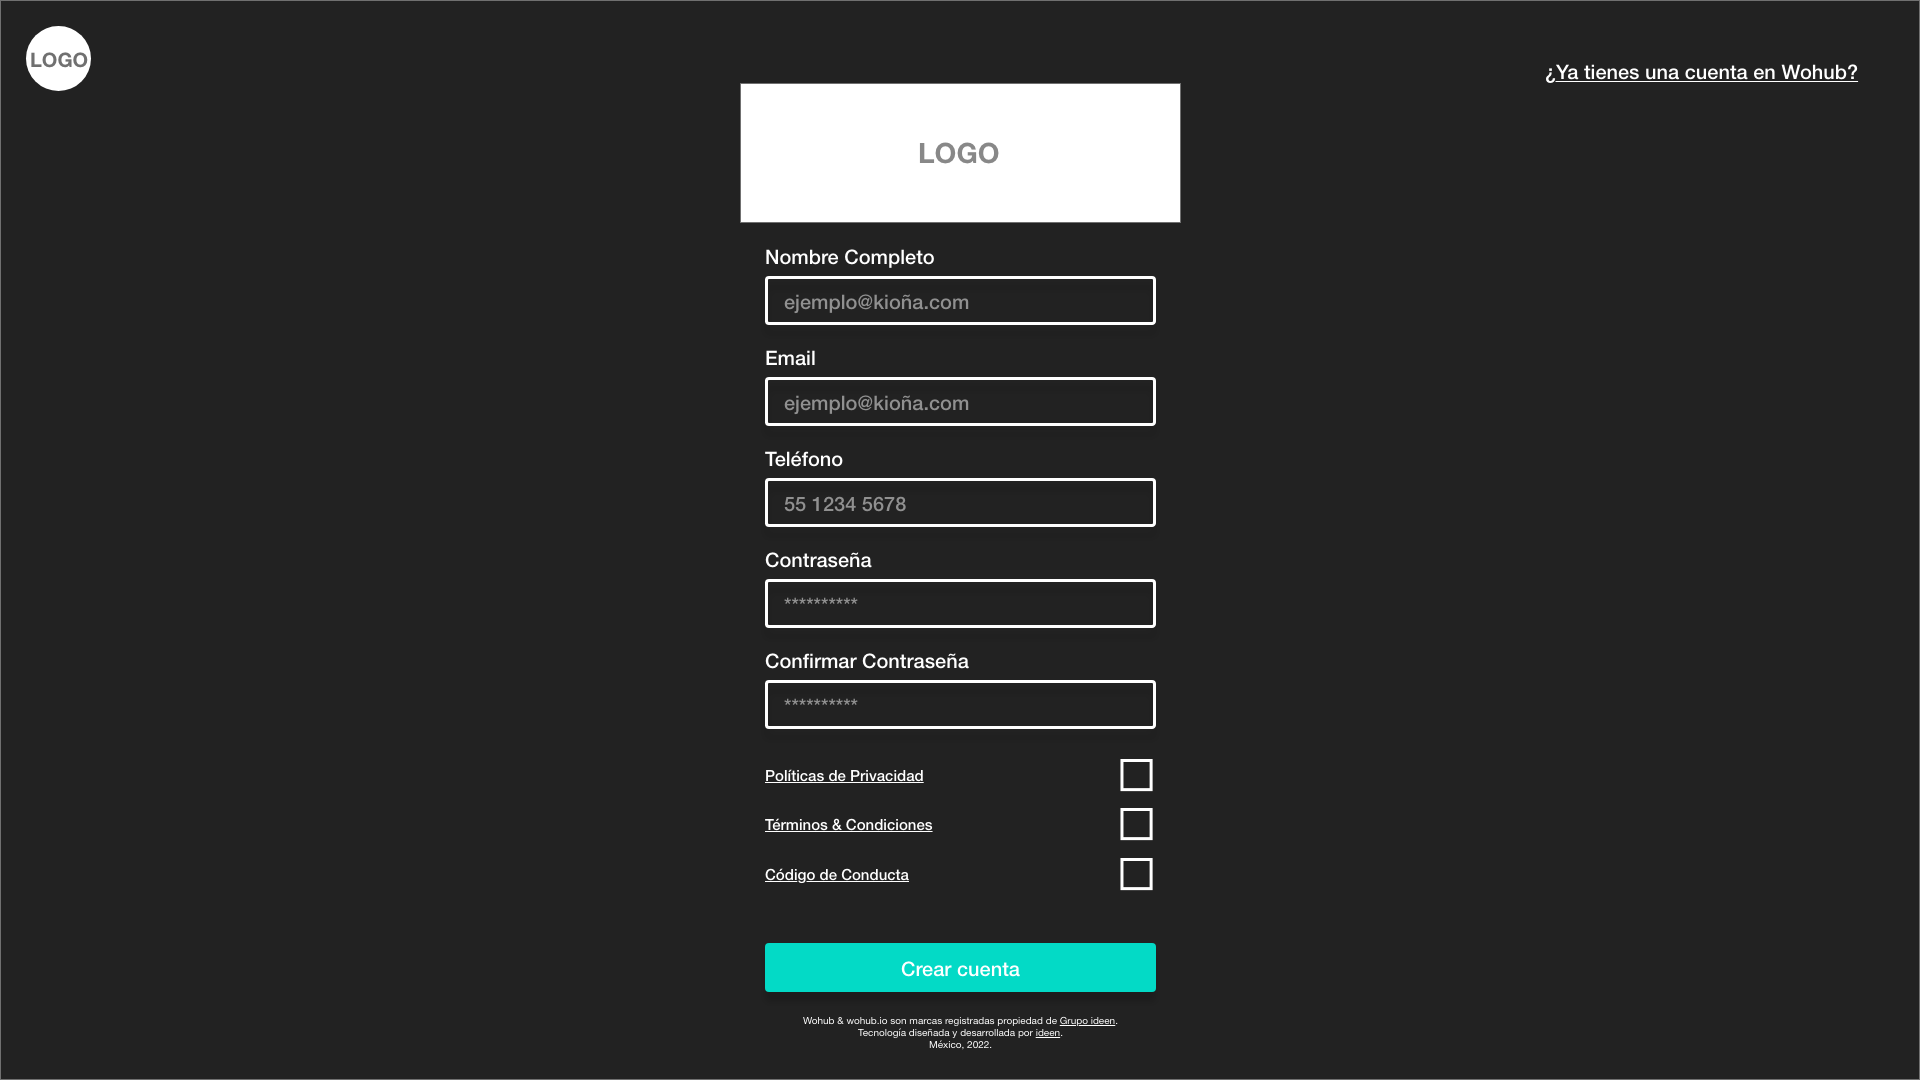 LOGO
¿Ya tienes una cuenta en Wohub?
LOGO
Nombre Completo
ejemplo@kioña.com
Email
ejemplo@kioña.com
Teléfono
55 1234 5678
Contraseña
**********
Confirmar Contraseña
**********
Políticas de Privacidad
Términos & Condiciones
Código de Conducta
Crear cuenta
Wohub & wohub.io son marcas registradas propiedad de Grupo ideen.
Tecnología diseñada y desarrollada por ideen.
México, 2022.